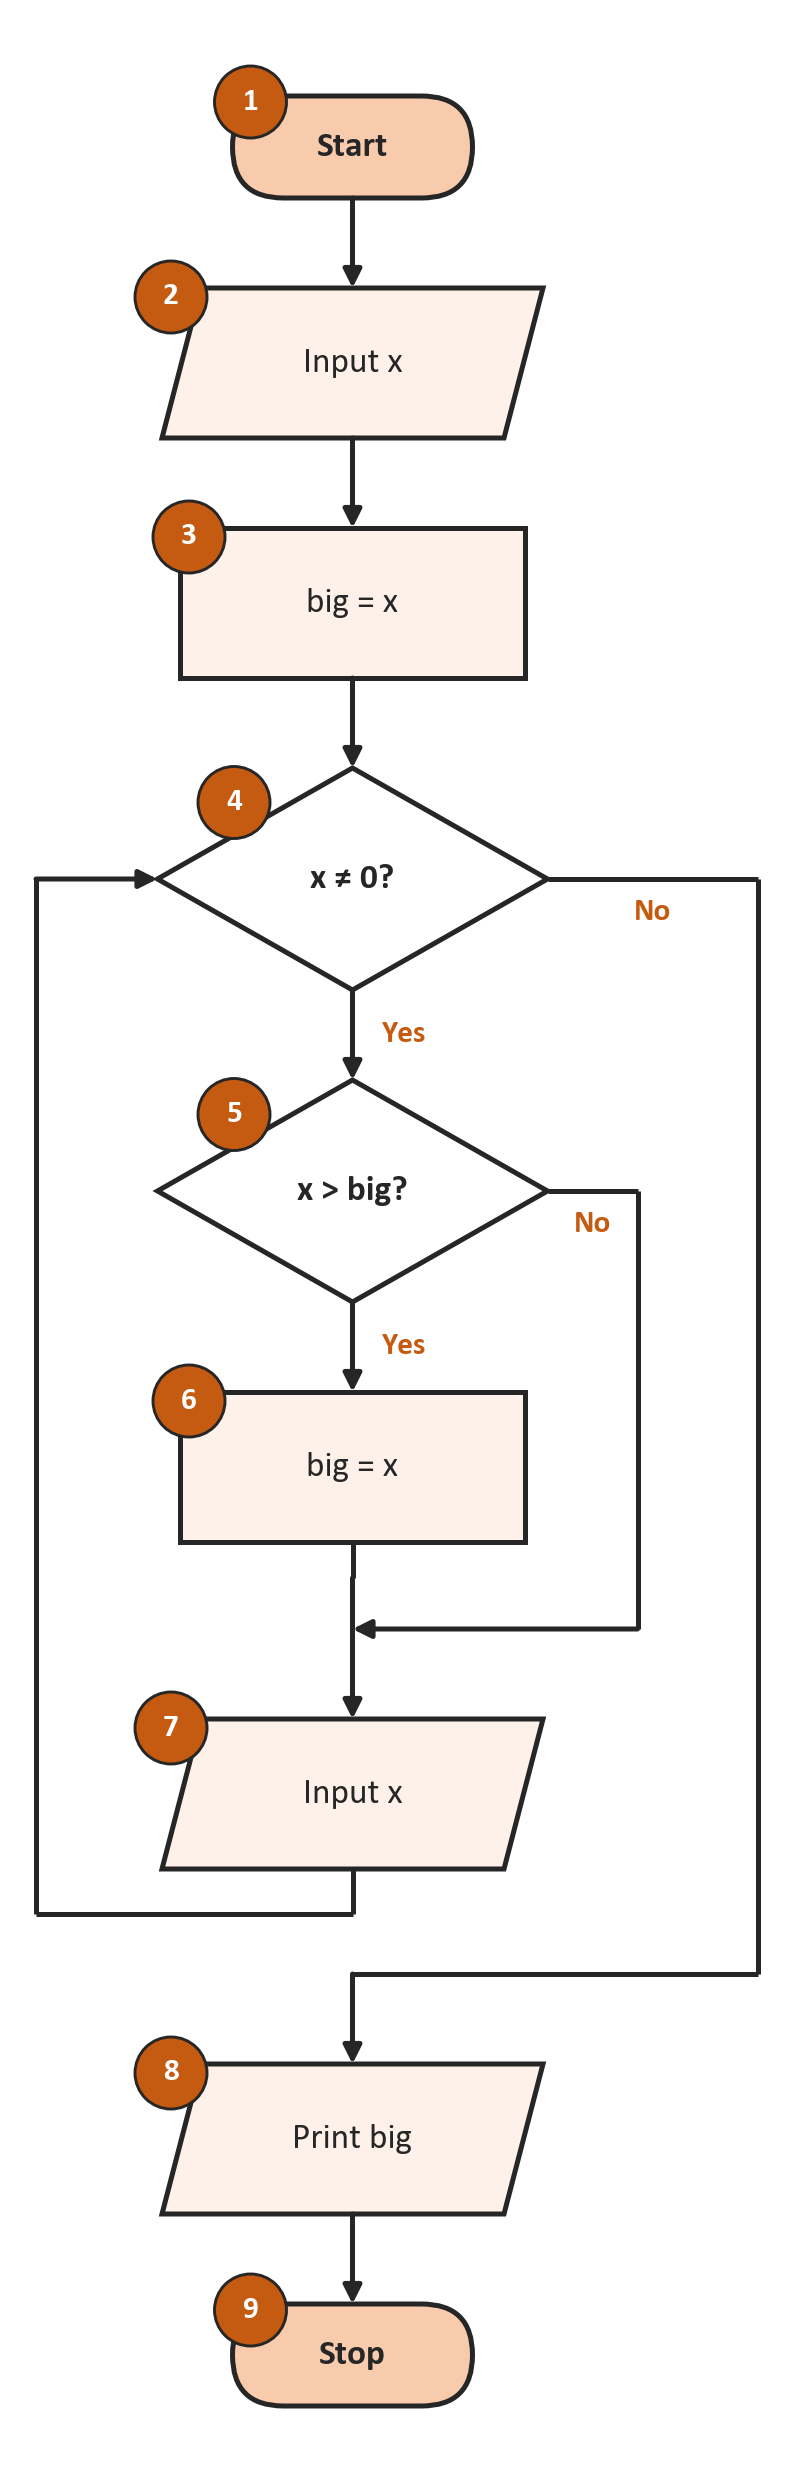 1
Start
2
Input x
3
big = x
4
x ≠ 0?
No
Yes
5
x > big?
No
Yes
6
big = x
7
Input x
8
Print big
9
Stop